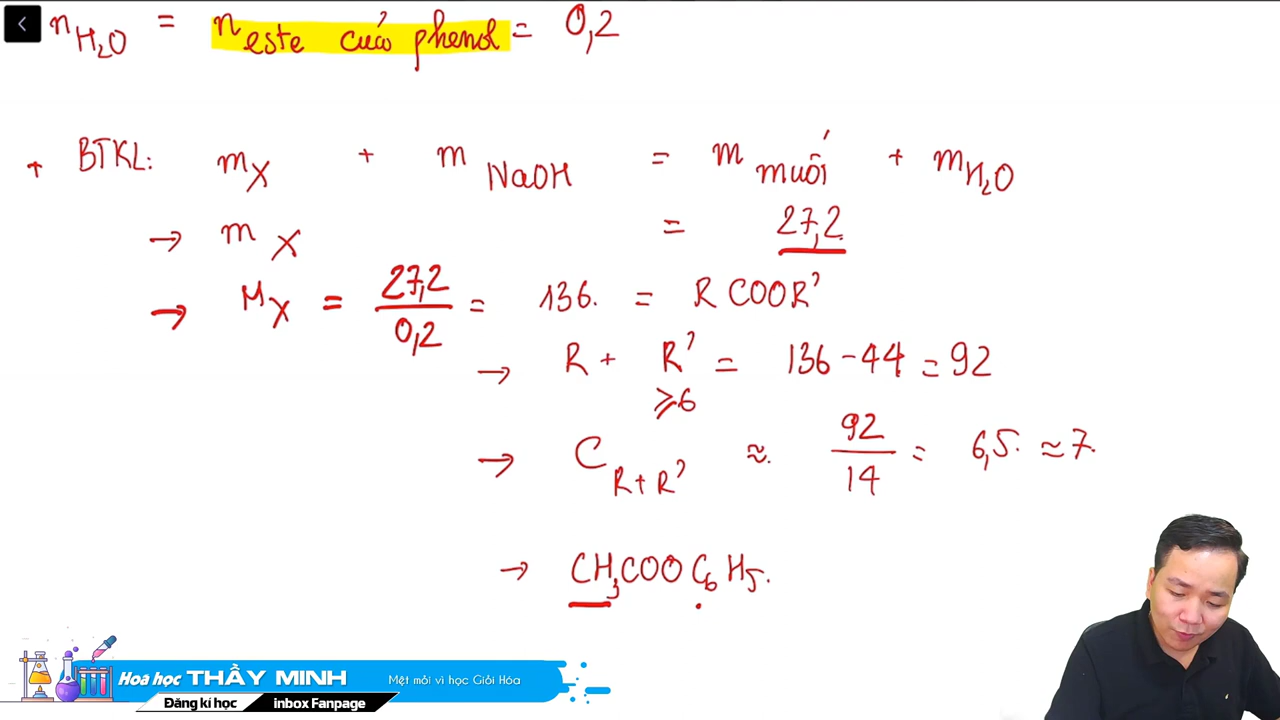 n H₂O = n este của phenol = 0,2
+ BTKL: m X + m NaOH = m muối + m H₂O
→ m X = 27,2
→ M X = 27,2 / 0,2 = 136. = RCOOR'
→ R + R' = 136 - 44 = 92
⩾6
→ C R+R' ≈ 92 / 14 = 6,5. ≈ 7.
→ CH₃COOC₆H₅.
Hoá học THẦY MINH
Mệt mỏi vì học Giỏi Hóa
Đăng kí học inbox Fanpage